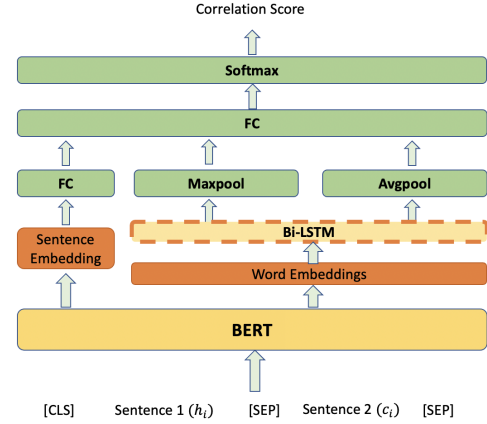 Correlation Score
Softmax
FC
FC Maxpool Avgpool
Sentence
Embedding
Bi-LSTM
Word Embeddings
BERT
[CLS] Sentence 1 (hᵢ) [SEP] Sentence 2 (cᵢ) [SEP]